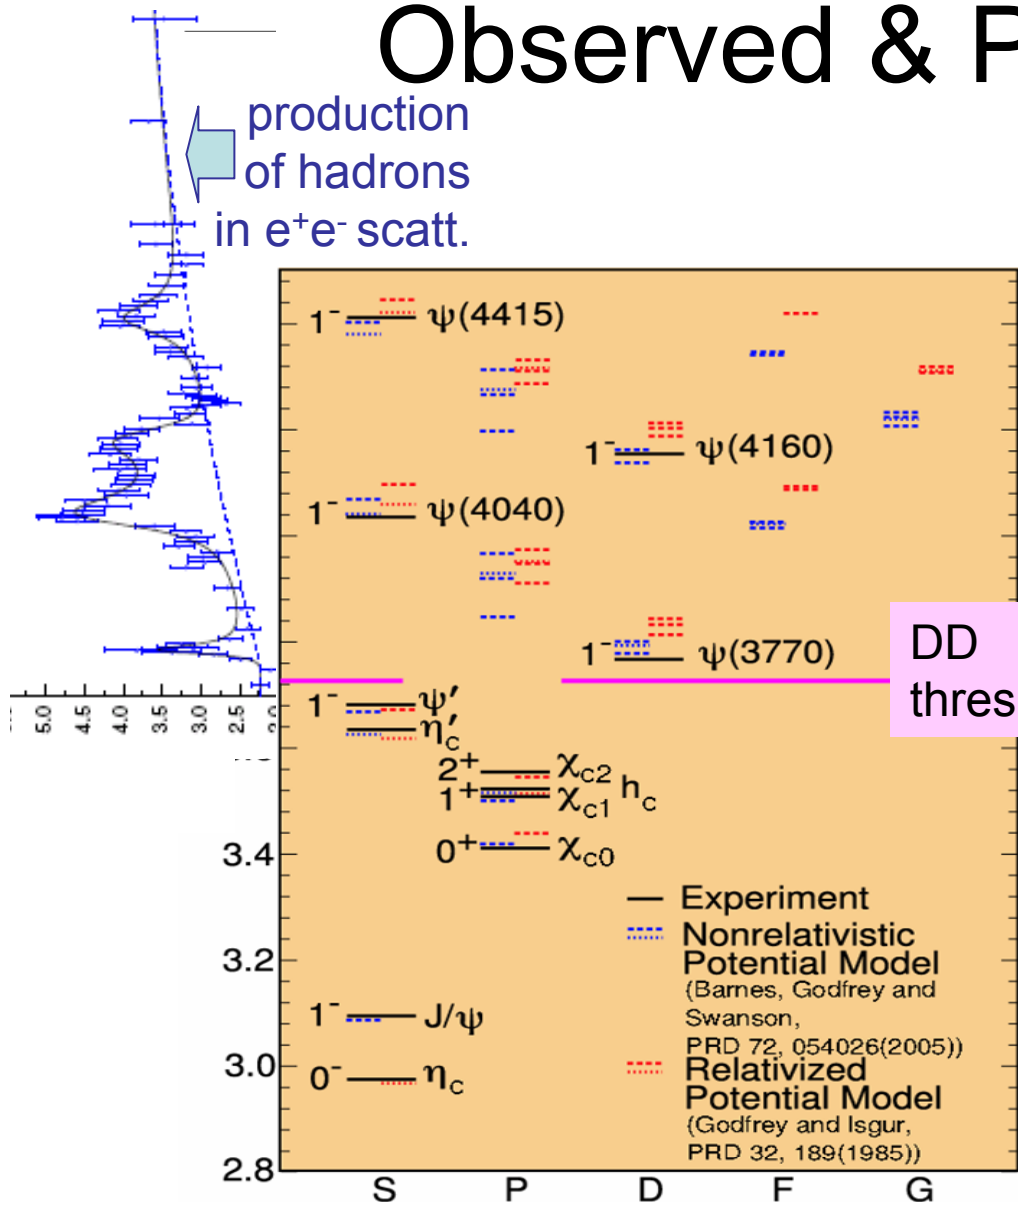 Observed & P
production
of hadrons
in e⁺e⁻ scatt.
1⁻ ψ(4415)
1⁻ ψ(4160)
1⁻ ψ(4040)
1⁻ ψ(3770)
DD
thres
5.0 4.5 4.0 3.5 3.0 2.5
1⁻ ψ′
η′c
2⁺ χc2 hc
1⁺ χc1
0⁺ χc0
3.4
Experiment
Nonrelativistic
3.2 Potential Model
(Barnes, Godfrey and
Swanson,
PRD 72, 054026(2005))
1⁻ J/ψ
3.0 Relativized
0⁻ ηc
Potential Model
(Godfrey and Isgur,
PRD 32, 189(1985))
2.8
S P D F G